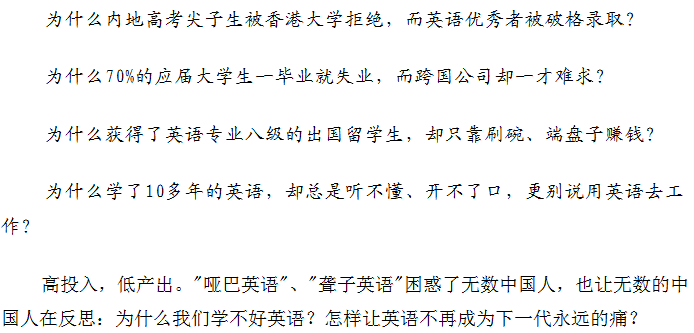 为什么内地高考尖子生被香港大学拒绝，而英语优秀者被破格录取？
为什么70%的应届大学生一毕业就失业，而跨国公司却一才难求？
为什么获得了英语专业八级的出国留学生，却只靠刷碗、端盘子赚钱？
为什么学了10多年的英语，却总是听不懂、开不了口，更别说用英语去工
作？
高投入，低产出。"哑巴英语"、"聋子英语"困惑了无数中国人，也让无数的中
国人在反思：为什么我们学不好英语？怎样让英语不再成为下一代永远的痛？